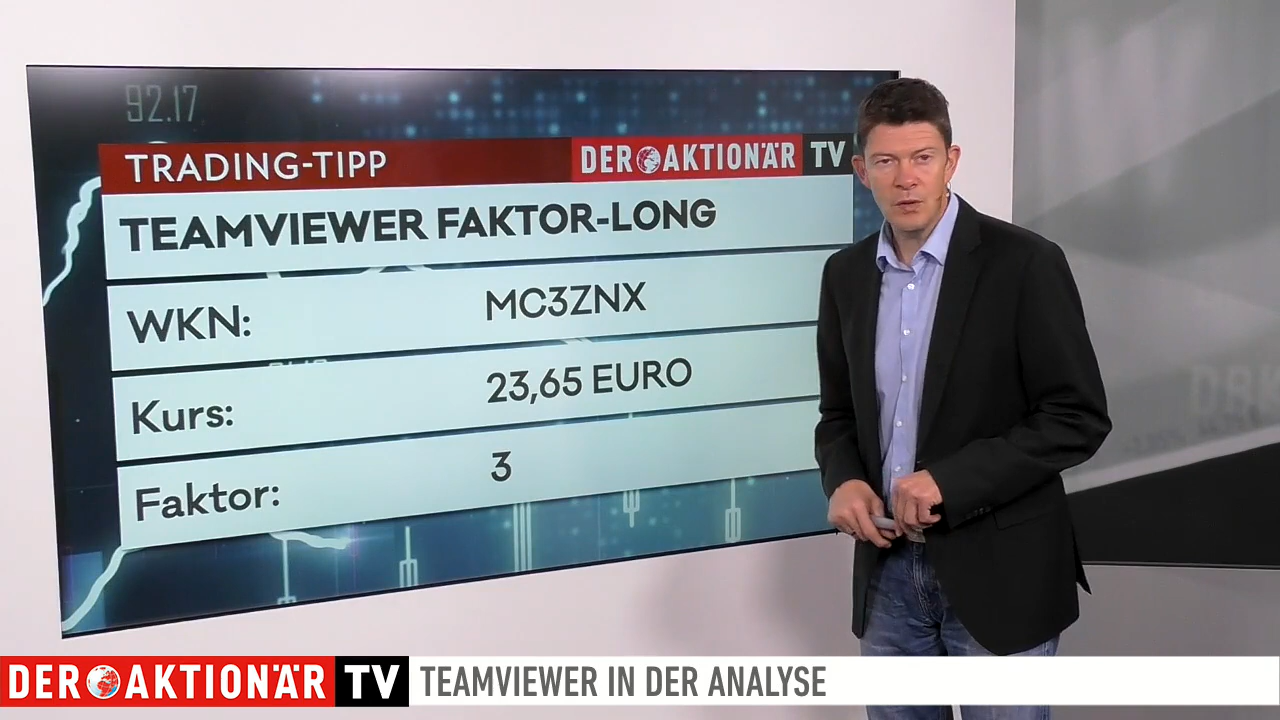 92.17
TRADING-TIPP
DER AKTIONÄR TV
TEAMVIEWER FAKTOR-LONG
WKN: MC3ZNX
Kurs: 23,65 EURO
Faktor: 3
DER AKTIONÄR TV
TEAMVIEWER IN DER ANALYSE